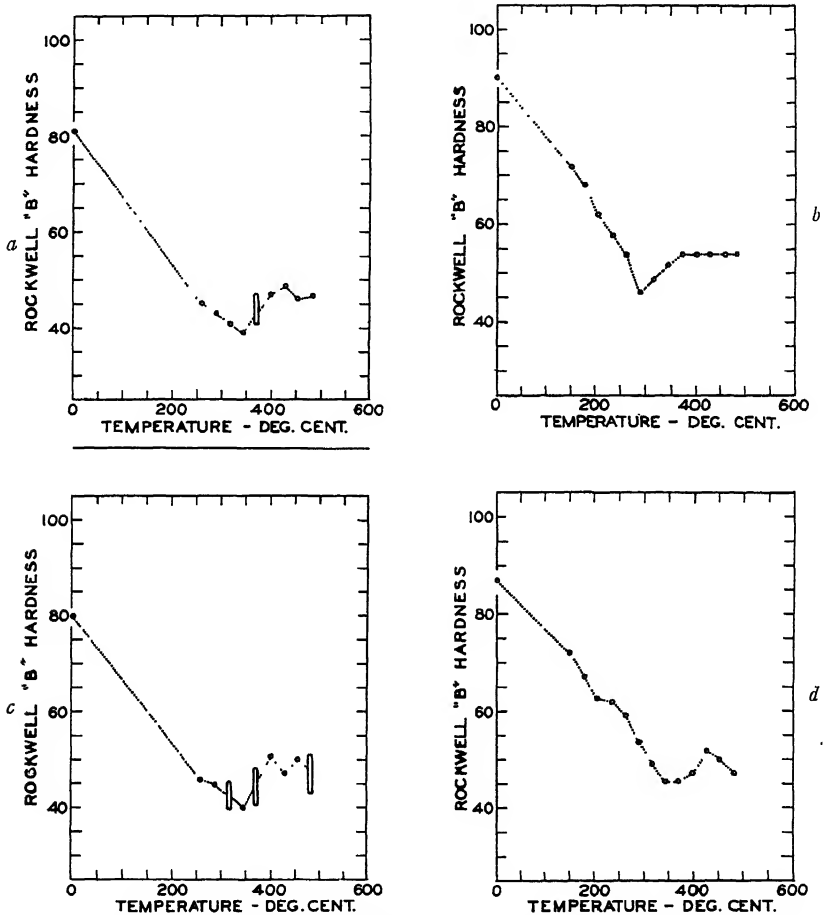 a
ROCKWELL "B" HARDNESS
100
80
60
40
0 200 400 600
TEMPERATURE - DEG. CENT.
b
ROCKWELL "B" HARDNESS
100
80
60
40
0 200 400 600
TEMPERATURE - DEG. CENT.
c
ROCKWELL "B" HARDNESS
100
80
60
40
0 200 400 600
TEMPERATURE - DEG. CENT.
d
ROCKWELL "B" HARDNESS
100
80
60
40
0 200 400 600
TEMPERATURE - DEG. CENT.